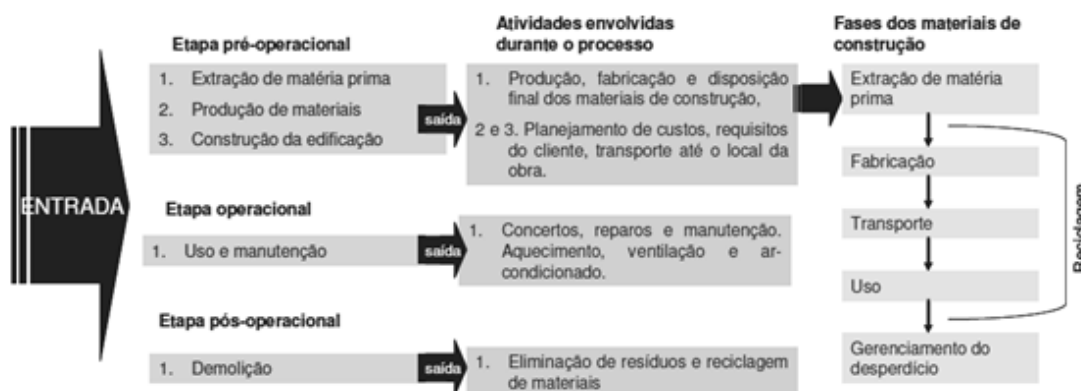 ENTRADA
Etapa pré-operacional
1. Extração de matéria prima
2. Produção de materiais
3. Construção da edificação
saída
Atividades envolvidas
durante o processo
1. Produção, fabricação e disposição
final dos materiais de construção,
2 e 3. Planejamento de custos, requisitos
do cliente, transporte até o local da
obra.
Etapa operacional
1. Uso e manutenção
saída
1. Concertos, reparos e manutenção.
Aquecimento, ventilação e ar-
condicionado.
Etapa pós-operacional
1. Demolição
saída
1. Eliminação de resíduos e reciclagem
de materiais
Fases dos materiais de
construção
Extração de matéria
prima
Fabricação
Transporte
Uso
Gerenciamento do
desperdício
Reciclagem